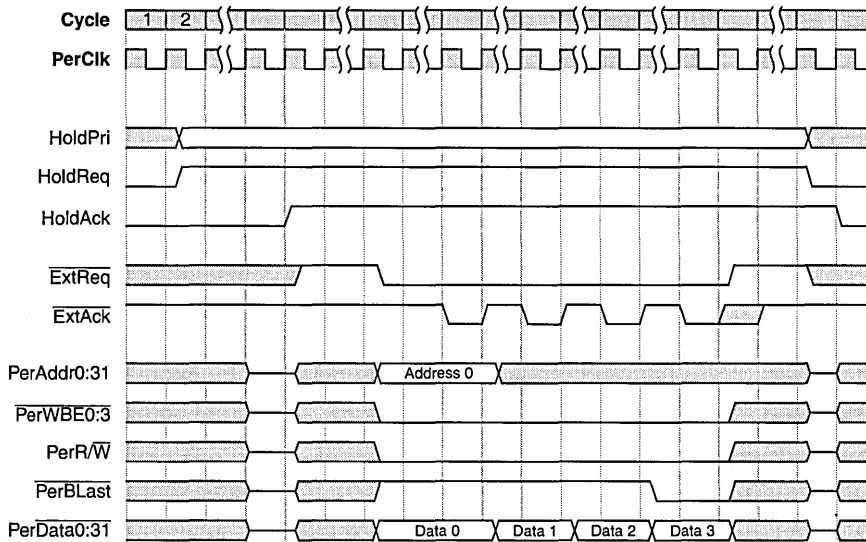 Cycle 1 2
PerClk
HoldPri
HoldReq
HoldAck
ExtReq
ExtAck
PerAddr0:31 Address 0
PerWBE0:3
PerR/W
PerBLast
PerData0:31 Data 0 Data 1 Data 2 Data 3